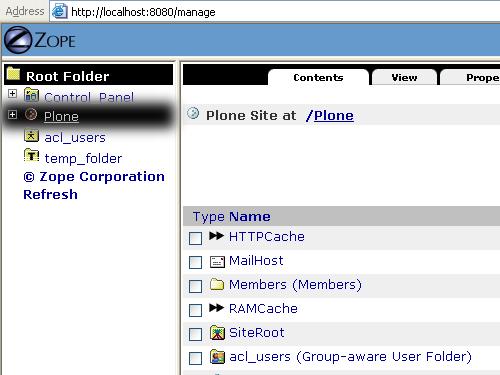 Address http://localhost:8080/manage
ZOPE
Root Folder
Control_Panel
Plone
acl_users
temp_folder
© Zope Corporation
Refresh
Contents View Prope
Plone Site at /Plone
Type Name
HTTPCache
MailHost
Members (Members)
RAMCache
SiteRoot
acl_users (Group-aware User Folder)